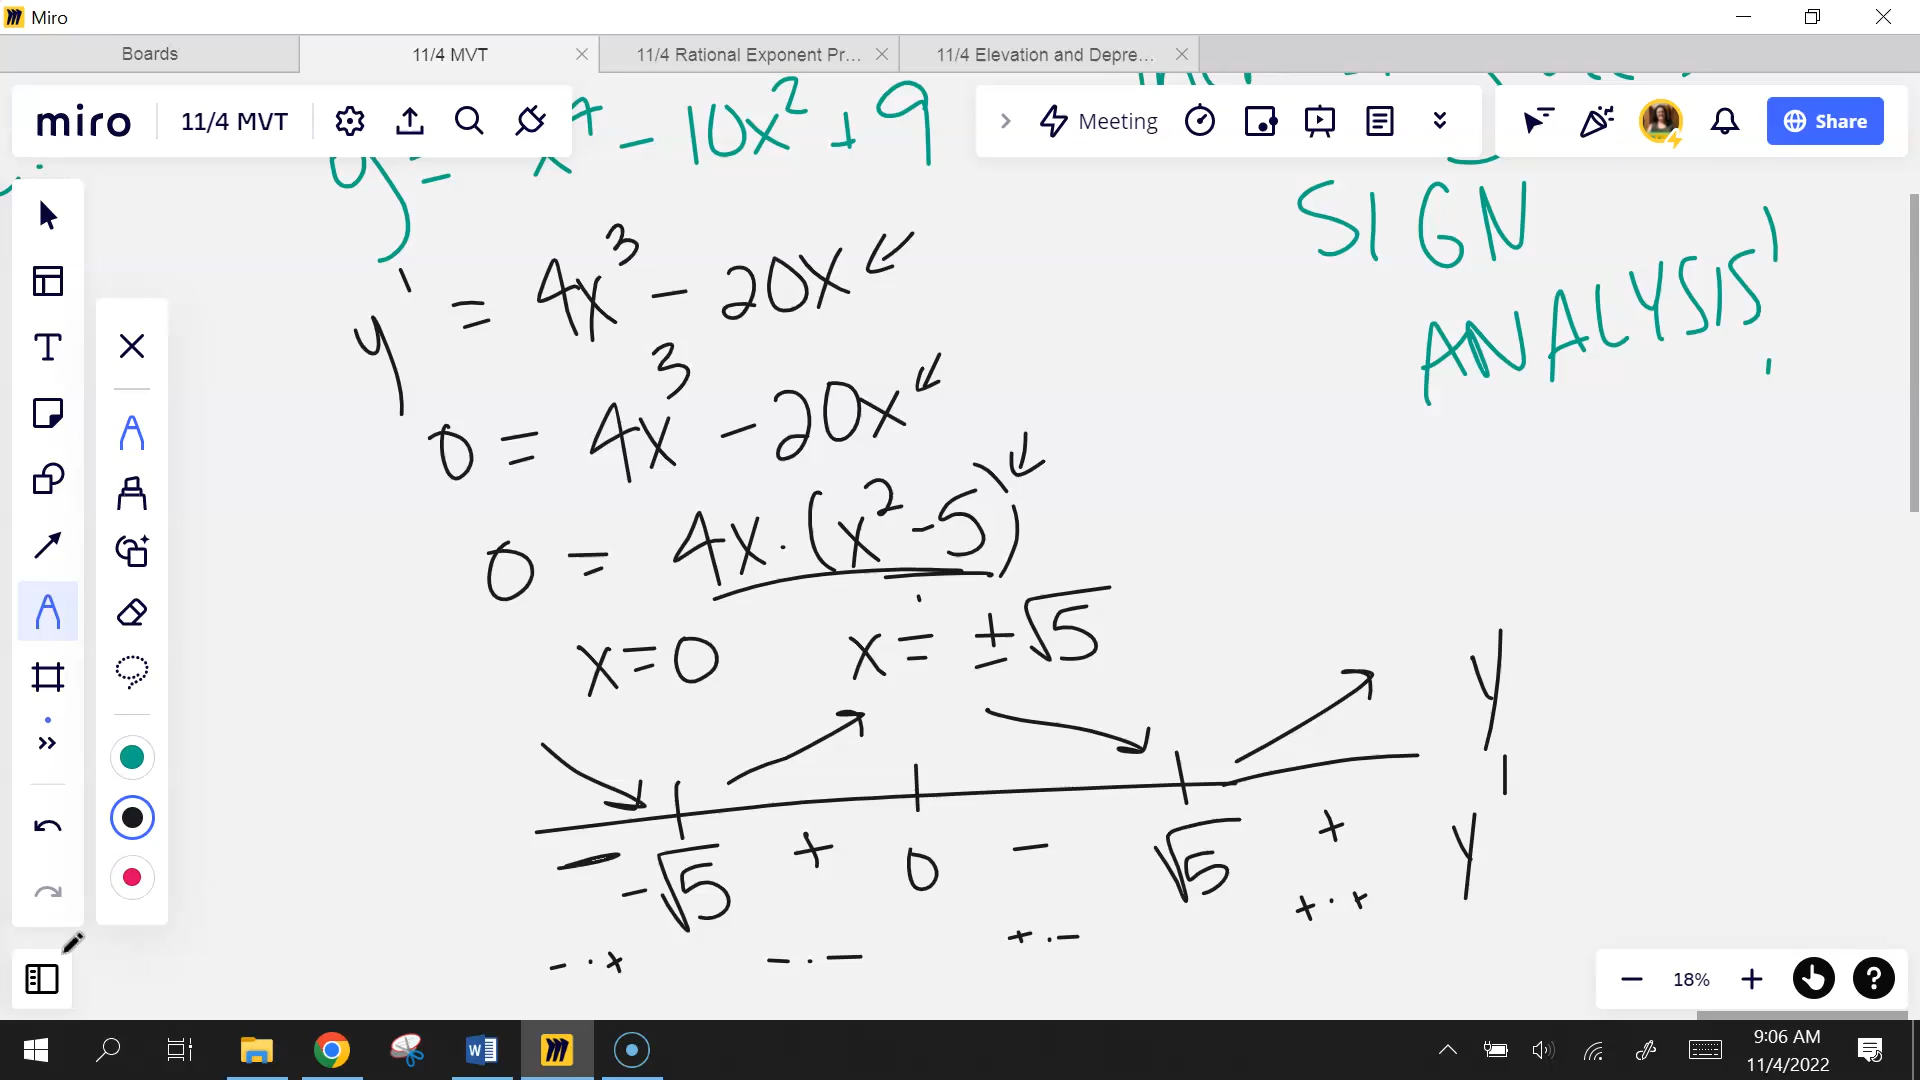 Miro
Boards
11/4 MVT
11/4 Rational Exponent Pr...
11/4 Elevation and Depre...
miro
11/4 MVT
Meeting
Share
y = x⁴ - 10x² + 9
SIGN
ANALYSIS!
y' = 4x³ - 20x
0 = 4x³ - 20x
0 = 4x · (x² - 5)
x = 0 x = ± √5
y
- -√5 + 0 - √5 + y'
- · + - · - + · - + · +
18%
9:06 AM
11/4/2022